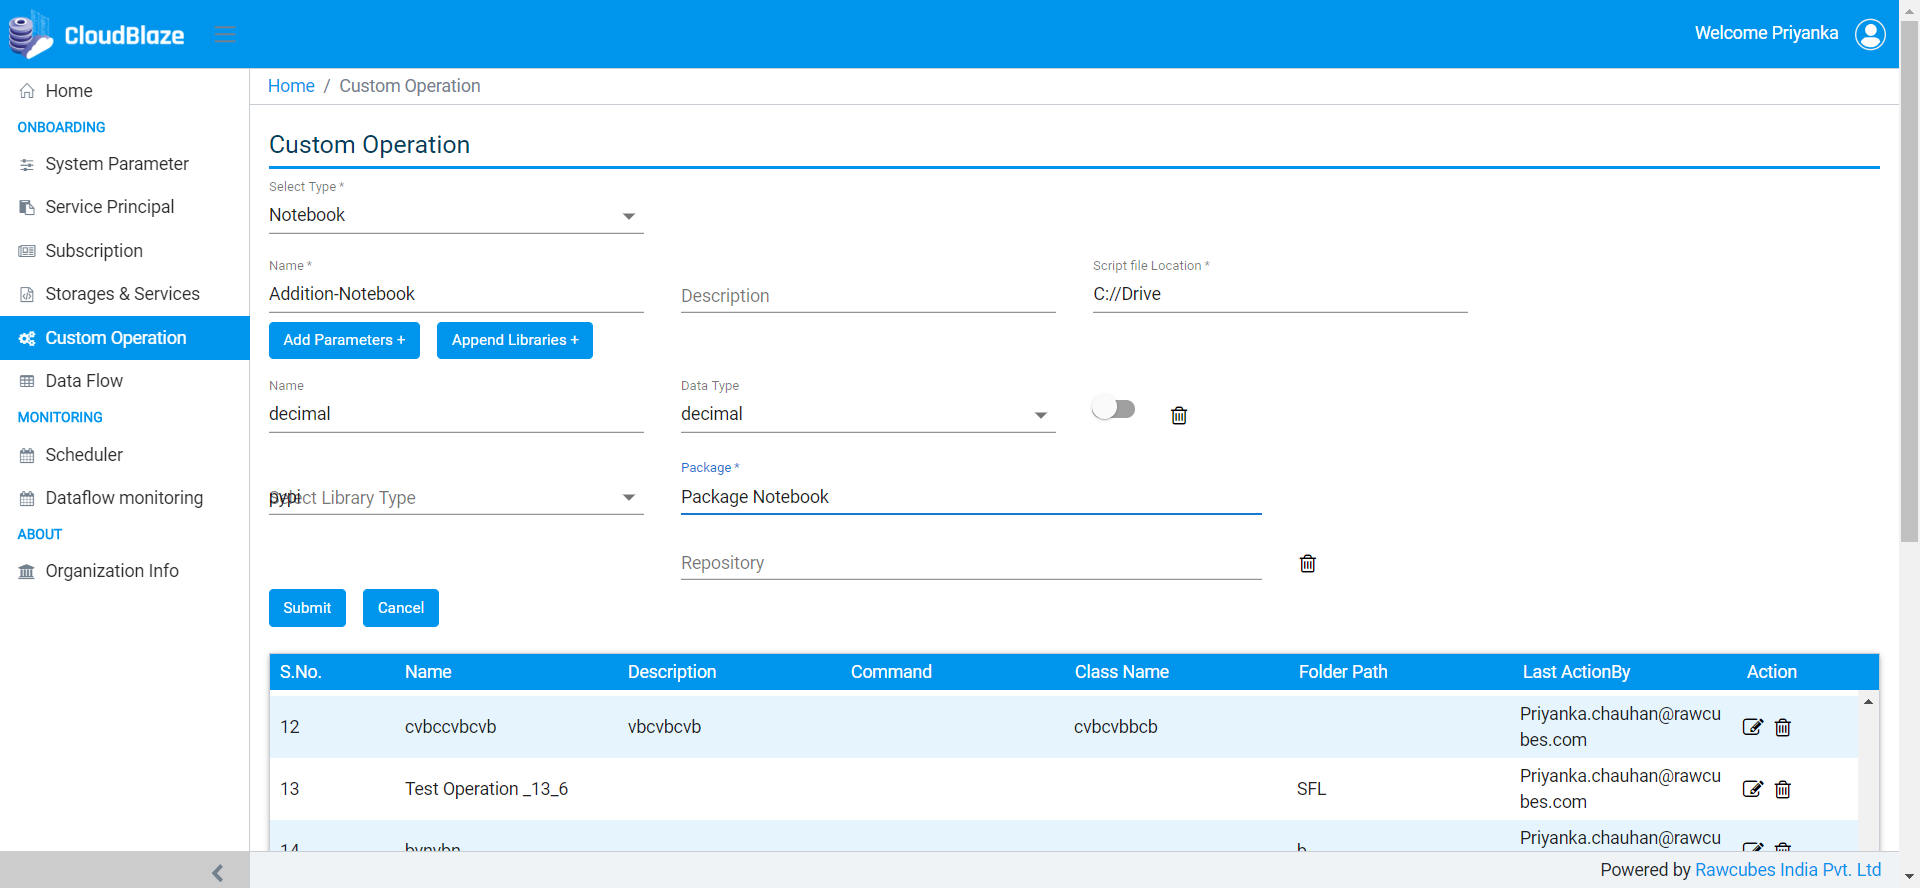 CloudBlaze
Welcome Priyanka
Home
ONBOARDING
System Parameter
Service Principal
Subscription
Storages & Services
Custom Operation
Data Flow
MONITORING
Scheduler
Dataflow monitoring
ABOUT
Organization Info
Home / Custom Operation
Custom Operation
Select Type *
Notebook
Name * Script file Location *
Addition-Notebook Description C://Drive
Add Parameters + Append Libraries +
Name Data Type
decimal decimal
Package *
pypi Select Library Type Package Notebook
Repository
Submit Cancel
S.No. Name Description Command Class Name Folder Path Last ActionBy Action
12 cvbccvbcvb vbcvbcvb cvbcvbbcb Priyanka.chauhan@rawcu
bes.com
13 Test Operation _13_6 SFL Priyanka.chauhan@rawcu
bes.com
14 Priyanka.chauhan@rawcu
Powered by Rawcubes India Pvt. Ltd